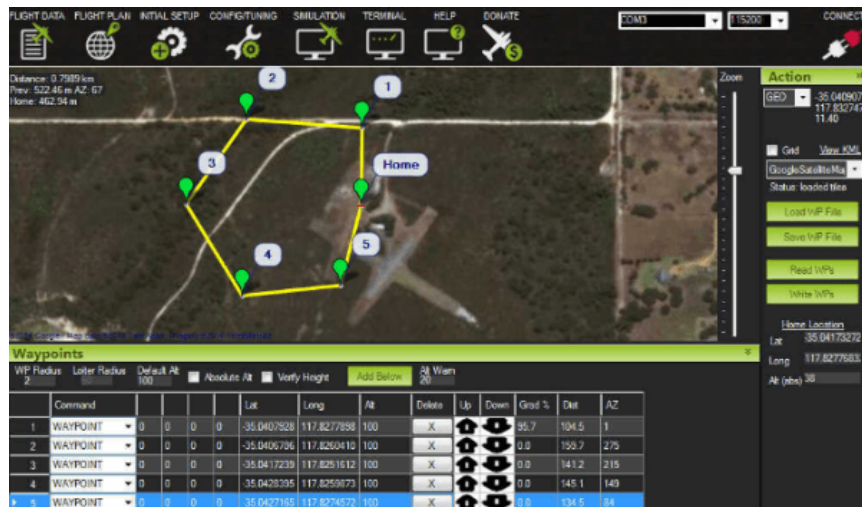 FLIGHT DATA FLIGHT PLAN INITIAL SETUP CONFIG/TUNING SIMULATION TERMINAL HELP DONATE COM3 115200 CONNECT
Distance: 0.7989 km
Prev: 522.46 m AZ: 67
Home: 462.94 m
2
1
3
Home
5
4
Zoom
Action
GEO -35.040907
117.832747
11.40
Grid View KML
GoogleSatelliteMap
Status: loaded tiles
Load WP File
Save WP File
Read WPs
Write WPs
Home Location
Lat -35.04173272
Long 117.8277683
Alt (abs) 38
Waypoints
WP Radius Loiter Radius Default Alt Alt Warn
2 100 Absolute Alt Verify Height Add Below 20
Command Lat Long Alt Delete Up Down Grad % Dist AZ
1 WAYPOINT 0 0 0 0 -35.0407928 117.8277898 100 X 95.7 104.5 1
2 WAYPOINT 0 0 0 0 -35.0406786 117.8260410 100 X 0.0 159.7 275
3 WAYPOINT 0 0 0 0 -35.0417239 117.8251612 100 X 0.0 141.2 215
4 WAYPOINT 0 0 0 0 -35.0428395 117.8259873 100 X 0.0 145.1 149
5 WAYPOINT 0 0 0 0 -35.0427165 117.8274572 100 X 0.0 134.5 84